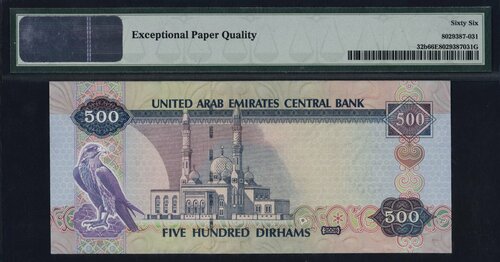 Exceptional Paper Quality
Sixty Six
8029387-031
32b66E8029387031G
UNITED ARAB EMIRATES CENTRAL BANK
500
500
500
FIVE HUNDRED DIRHAMS